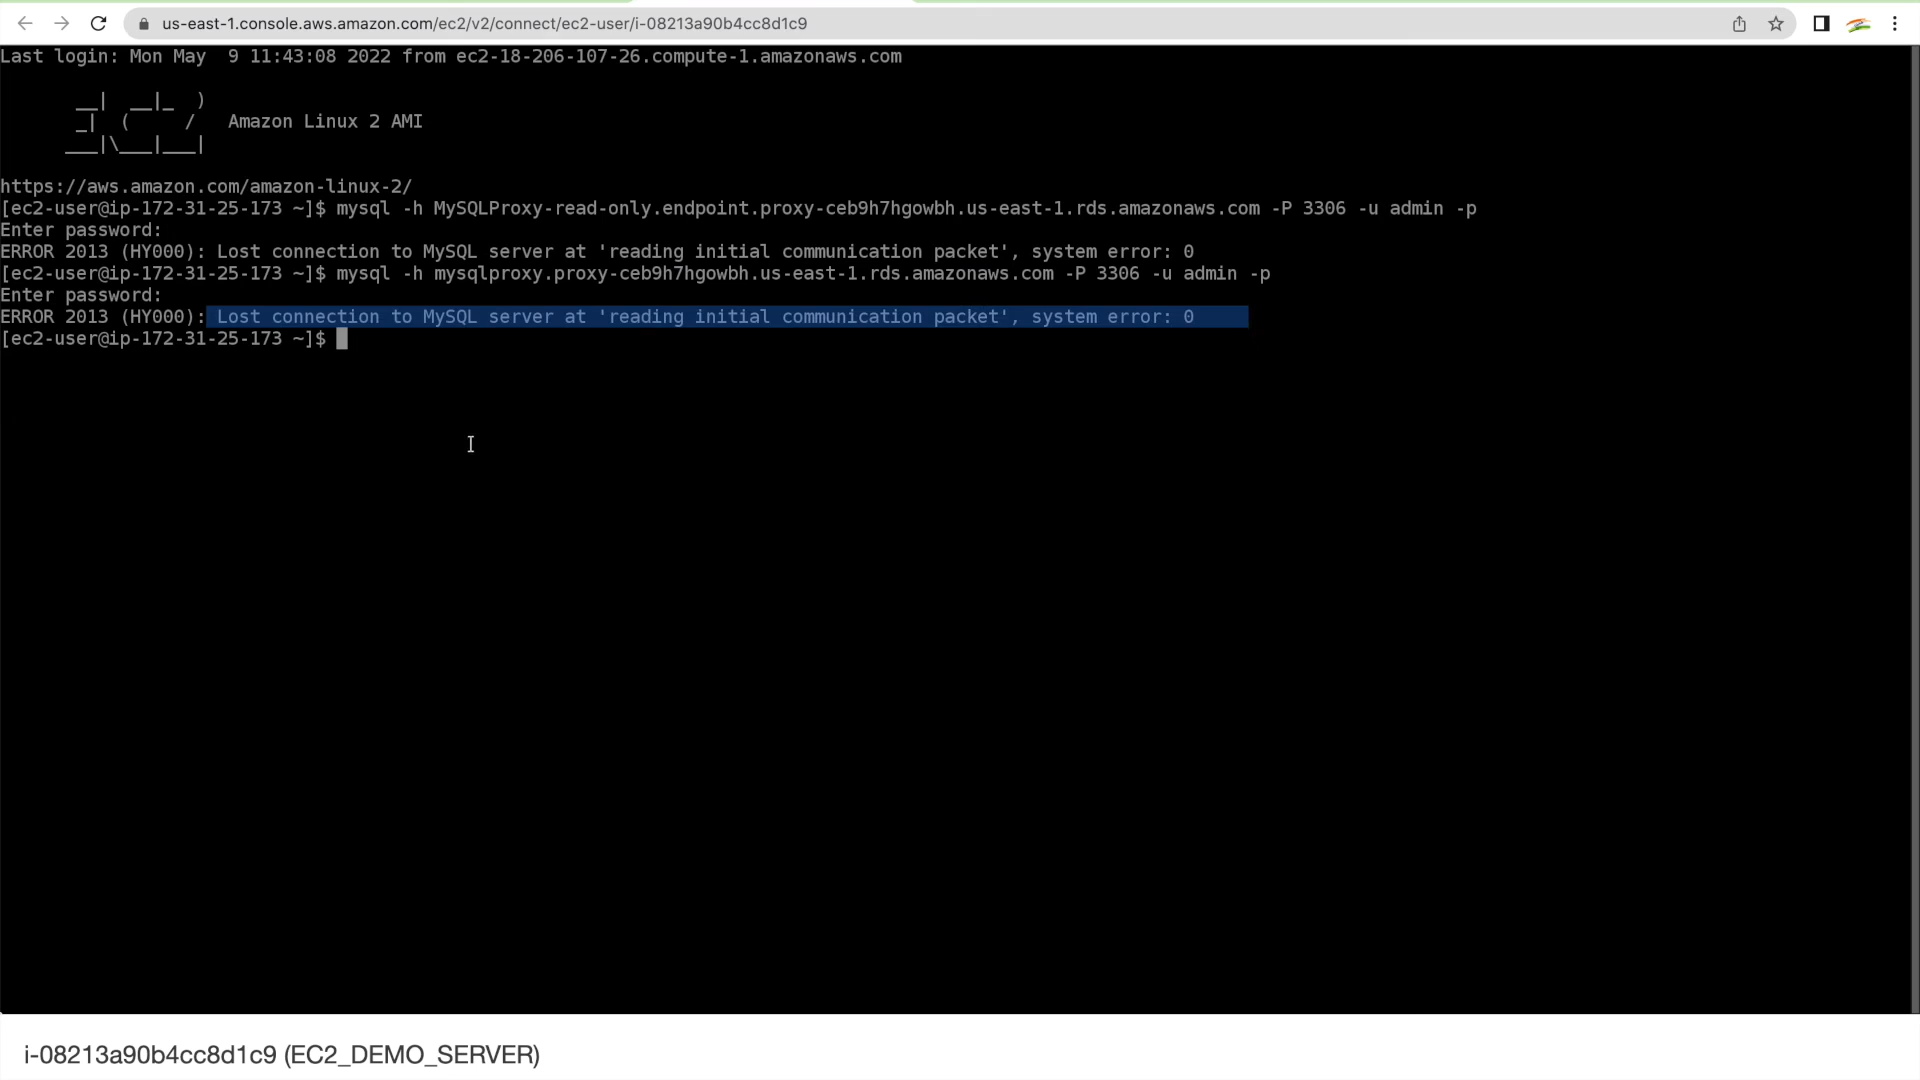 us-east-1.console.aws.amazon.com/ec2/v2/connect/ec2-user/i-08213a90b4cc8d1c9
Last login: Mon May  9 11:43:08 2022 from ec2-18-206-107-26.compute-1.amazonaws.com
       __|  __|_  )
       _|  (     /   Amazon Linux 2 AMI
      ___|\___|___|
https://aws.amazon.com/amazon-linux-2/
[ec2-user@ip-172-31-25-173 ~]$ mysql -h MySQLProxy-read-only.endpoint.proxy-ceb9h7hgowbh.us-east-1.rds.amazonaws.com -P 3306 -u admin -p
Enter password:
ERROR 2013 (HY000): Lost connection to MySQL server at 'reading initial communication packet', system error: 0
[ec2-user@ip-172-31-25-173 ~]$ mysql -h mysqlproxy.proxy-ceb9h7hgowbh.us-east-1.rds.amazonaws.com -P 3306 -u admin -p
Enter password:
ERROR 2013 (HY000): Lost connection to MySQL server at 'reading initial communication packet', system error: 0
[ec2-user@ip-172-31-25-173 ~]$
i-08213a90b4cc8d1c9 (EC2_DEMO_SERVER)